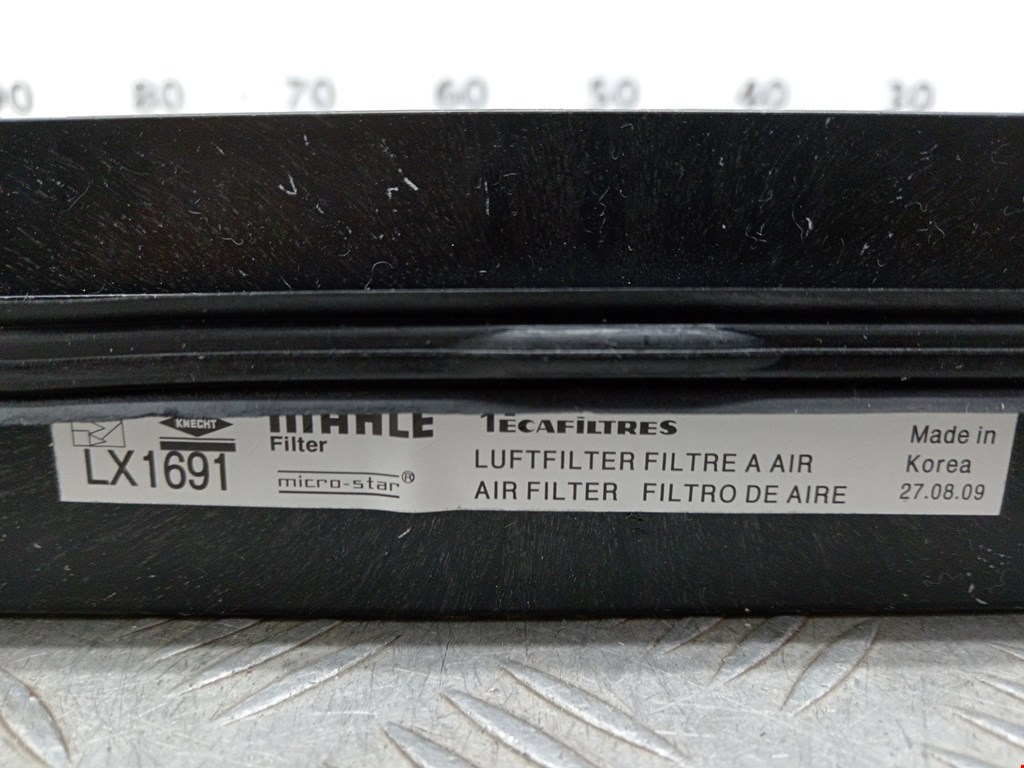 80 70 60 50 40 30
KNECHT
MAHLE
Filter
LX1691
micro-star®
TECAFILTRES
LUFTFILTER FILTRE A AIR
AIR FILTER FILTRO DE AIRE
Made in
Korea
27.08.09